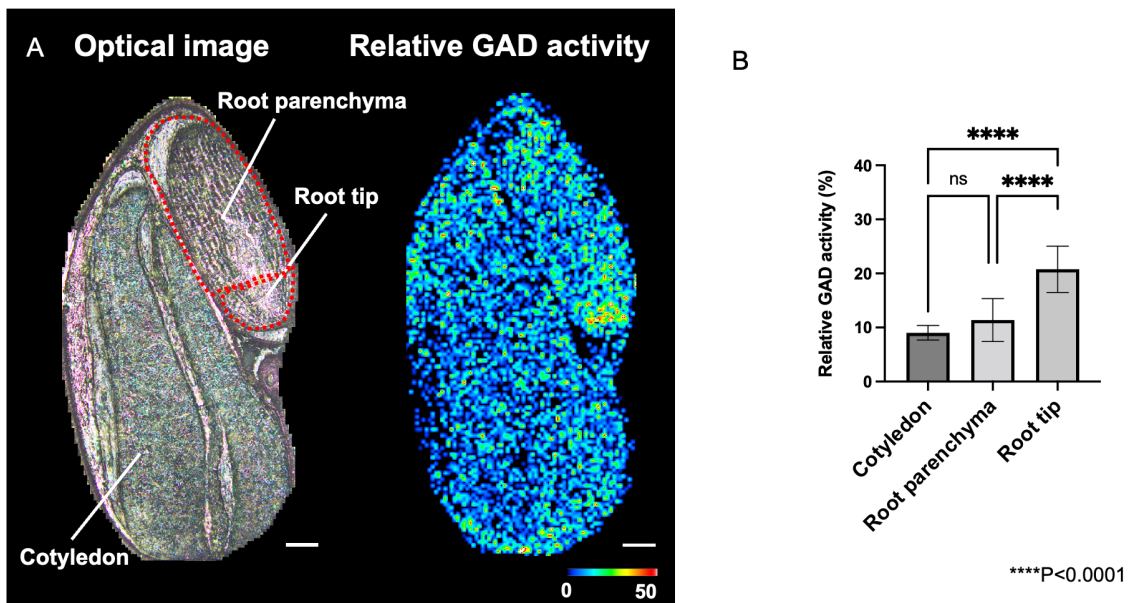 A
Optical image
Relative GAD activity
Root parenchyma
Root tip
Cotyledon
0
50
B
****
ns
****
40
30
20
10
0
Relative GAD activity (%)
Cotyledon
Root parenchyma
Root tip
****P<0.0001